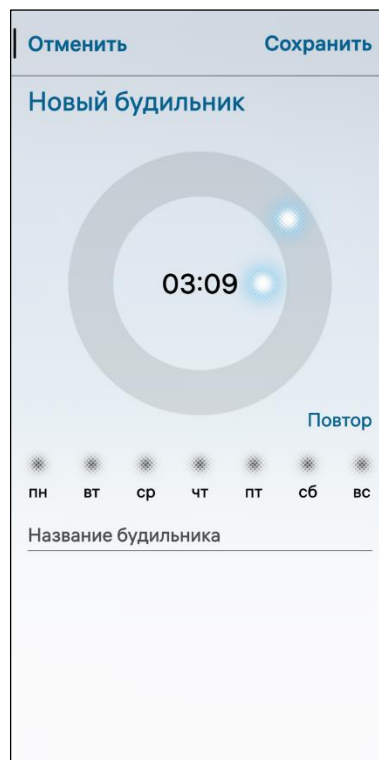 Отменить Сохранить
Новый будильник
03:09
Повтор
пн вт ср чт пт сб вс
Название будильника